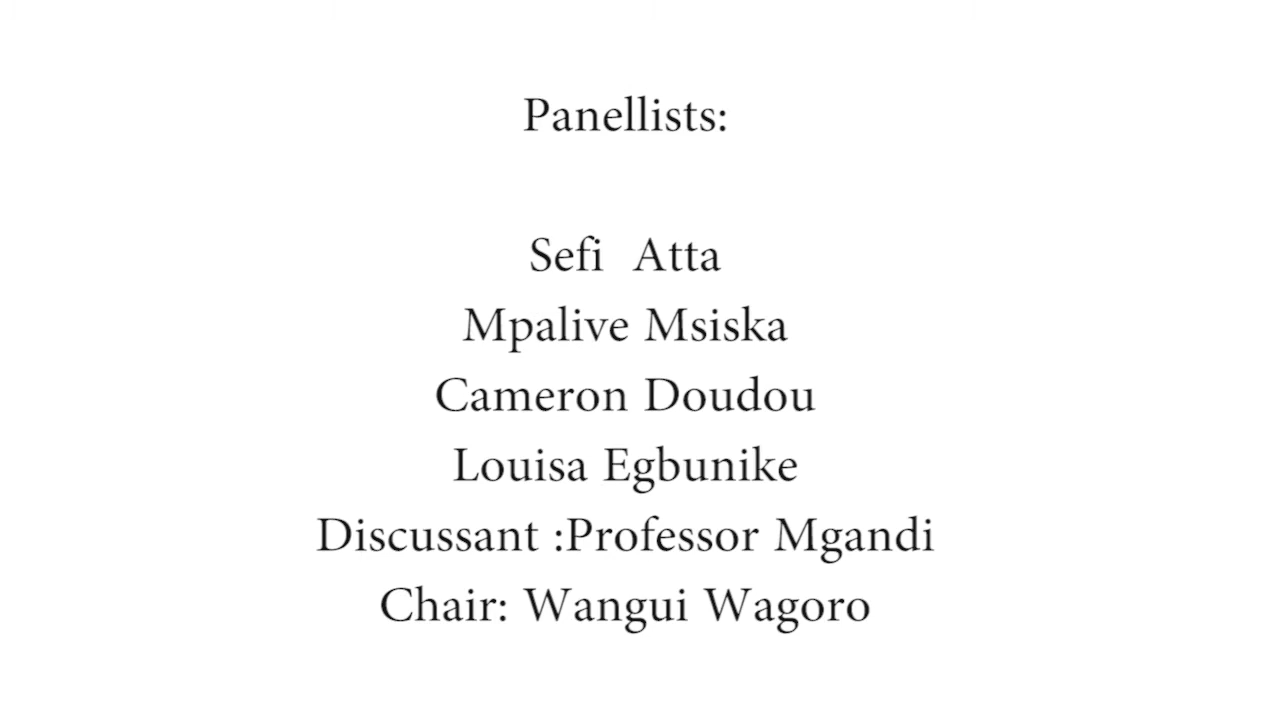 Panellists:
Sefi  Atta
Mpalive Msiska
Cameron Doudou
Louisa Egbunike
Discussant :Professor Mgandi
Chair: Wangui Wagoro